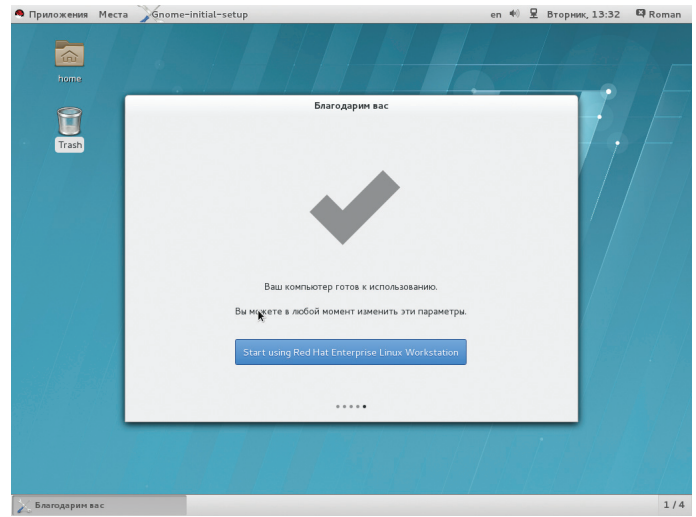 Приложения Места Gnome-initial-setup en Вторник, 13:32 Roman
home
Trash
Благодарим вас
Ваш компьютер готов к использованию.
Вы можете в любой момент изменить эти параметры.
Start using Red Hat Enterprise Linux Workstation
Благодарим вас 1 / 4